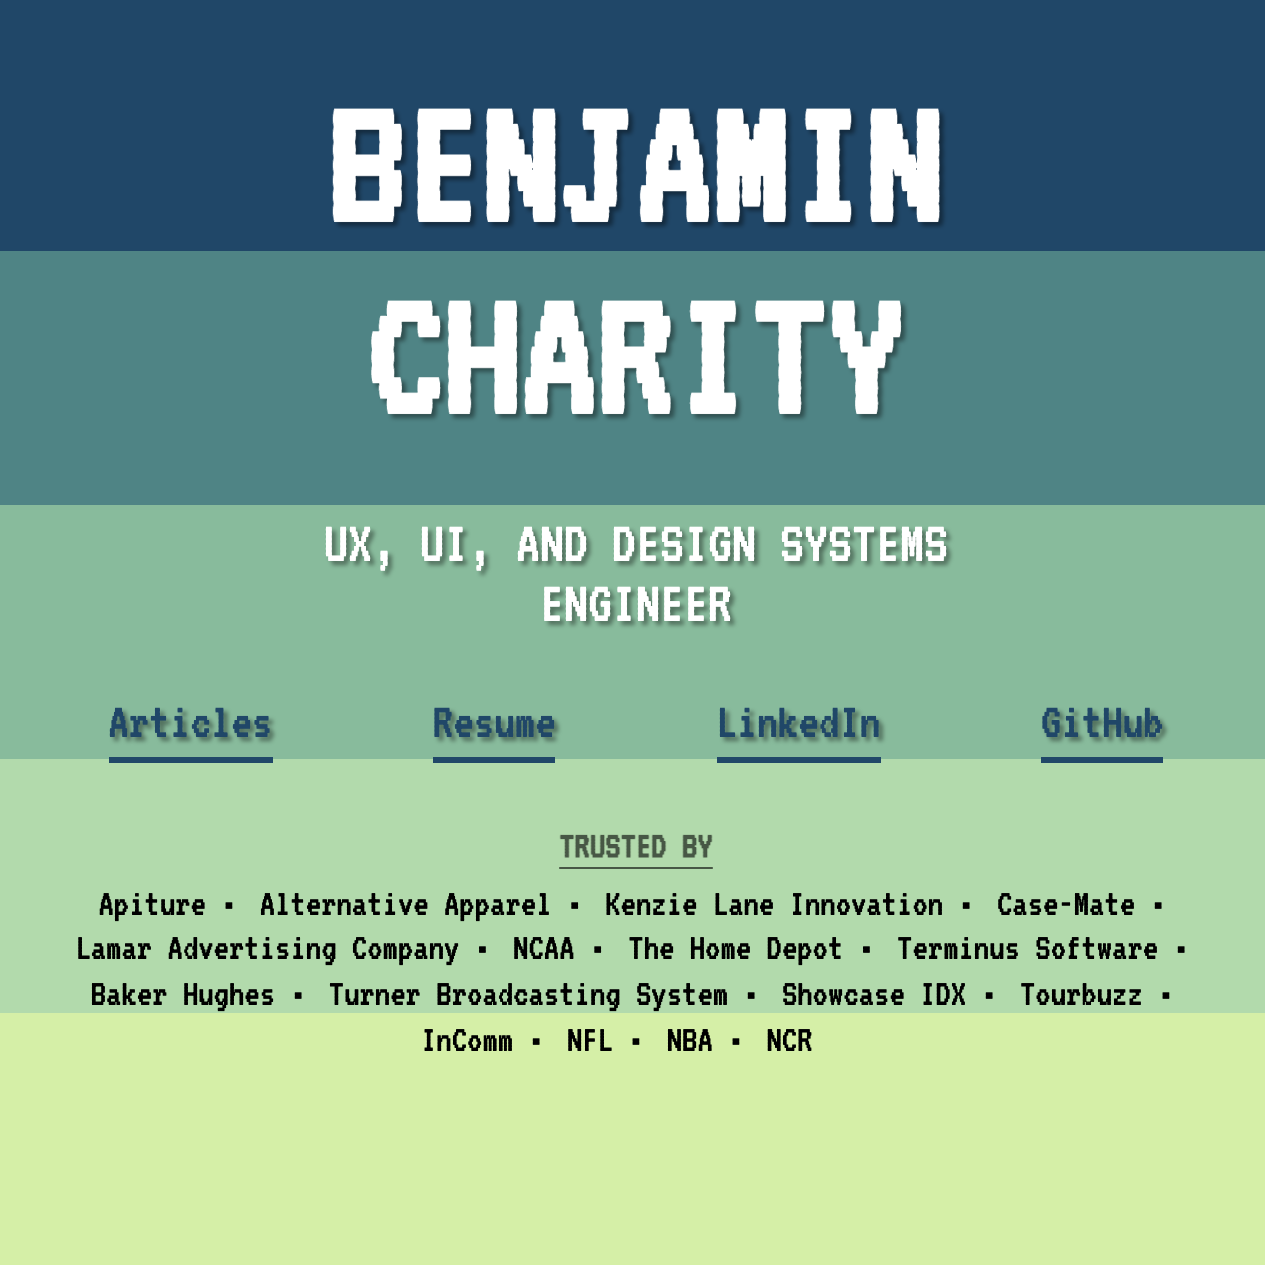 BENJAMIN
CHARITY
UX, UI, AND DESIGN SYSTEMS
ENGINEER
Articles Resume LinkedIn GitHub
TRUSTED BY
Apiture ▪ Alternative Apparel ▪ Kenzie Lane Innovation ▪ Case-Mate ▪
Lamar Advertising Company ▪ NCAA ▪ The Home Depot ▪ Terminus Software ▪
Baker Hughes ▪ Turner Broadcasting System ▪ Showcase IDX ▪ Tourbuzz ▪
InComm ▪ NFL ▪ NBA ▪ NCR